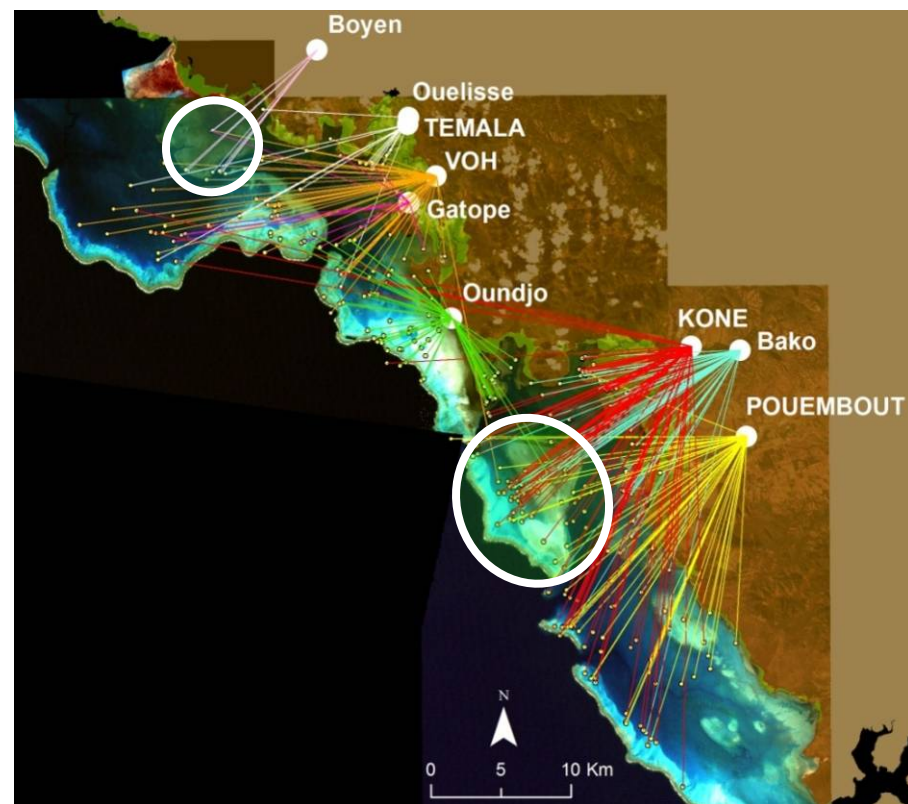 Boyen
Ouelisse
TEMALA
VOH
Gatope
Oundjo
KONE
Bako
POUEMBOUT
N
0 5 10 Km